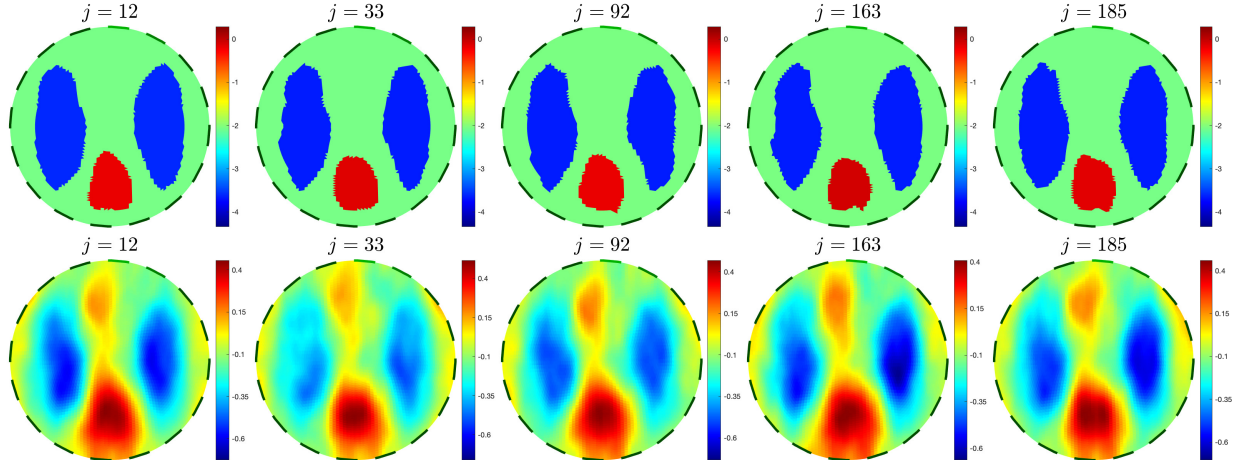 j = 12 j = 33 j = 92 j = 163 j = 185
0 0 0 0 0
-1 -1 -1 -1 -1
-2 -2 -2 -2 -2
-3 -3 -3 -3 -3
-4 -4 -4 -4 -4
j = 12 j = 33 j = 92 j = 163 j = 185
0.4 0.4 0.4 0.4 0.4
0.15 0.15 0.15 0.15 0.15
-0.1 -0.1 -0.1 -0.1 -0.1
-0.35 -0.35 -0.35 -0.35 -0.35
-0.6 -0.6 -0.6 -0.6 -0.6